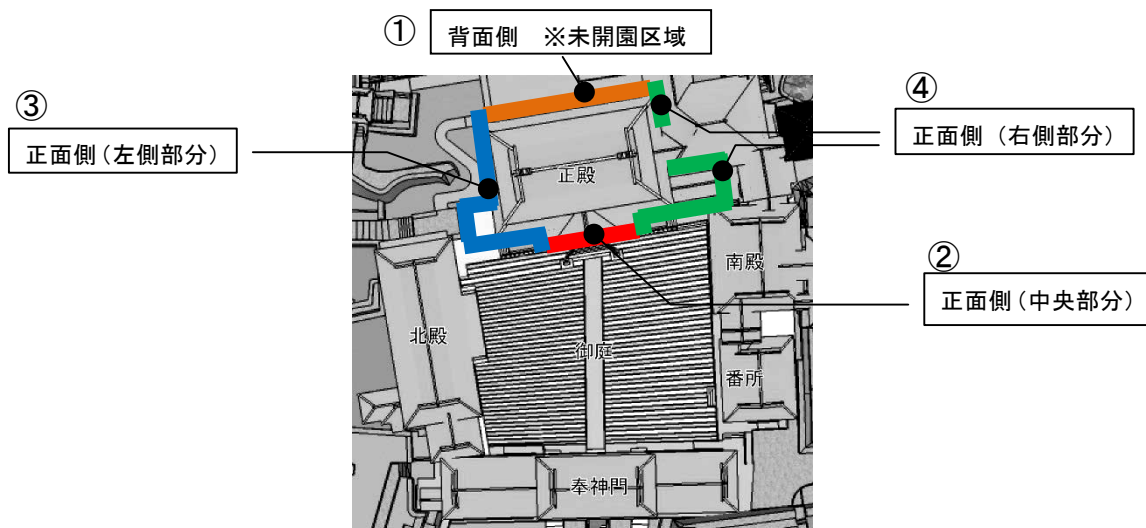 ①
背面側　※未開園区域
③
正面側（左側部分）
④
正面側（右側部分）
正殿
②
正面側（中央部分）
南殿
北殿
御庭
番所
奉神門